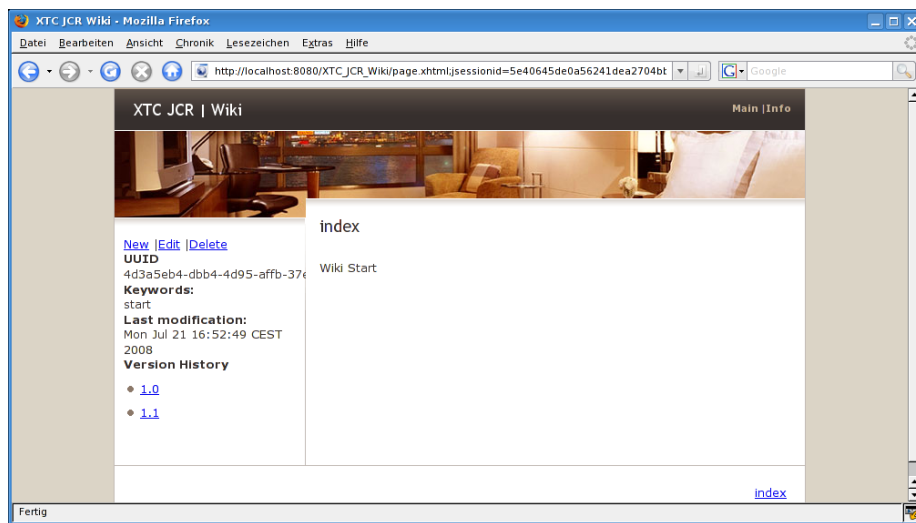 XTC JCR Wiki - Mozilla Firefox
Datei Bearbeiten Ansicht Chronik Lesezeichen Extras Hilfe
http://localhost:8080/XTC_JCR_Wiki/page.xhtml;jsessionid=5e40645de0a56241dea2704bt
Google
XTC JCR | Wiki
Main |Info
index
Wiki Start
New |Edit |Delete
UUID
4d3a5eb4-dbb4-4d95-affb-37e
Keywords:
start
Last modification:
Mon Jul 21 16:52:49 CEST
2008
Version History
1.0
1.1
index
Fertig